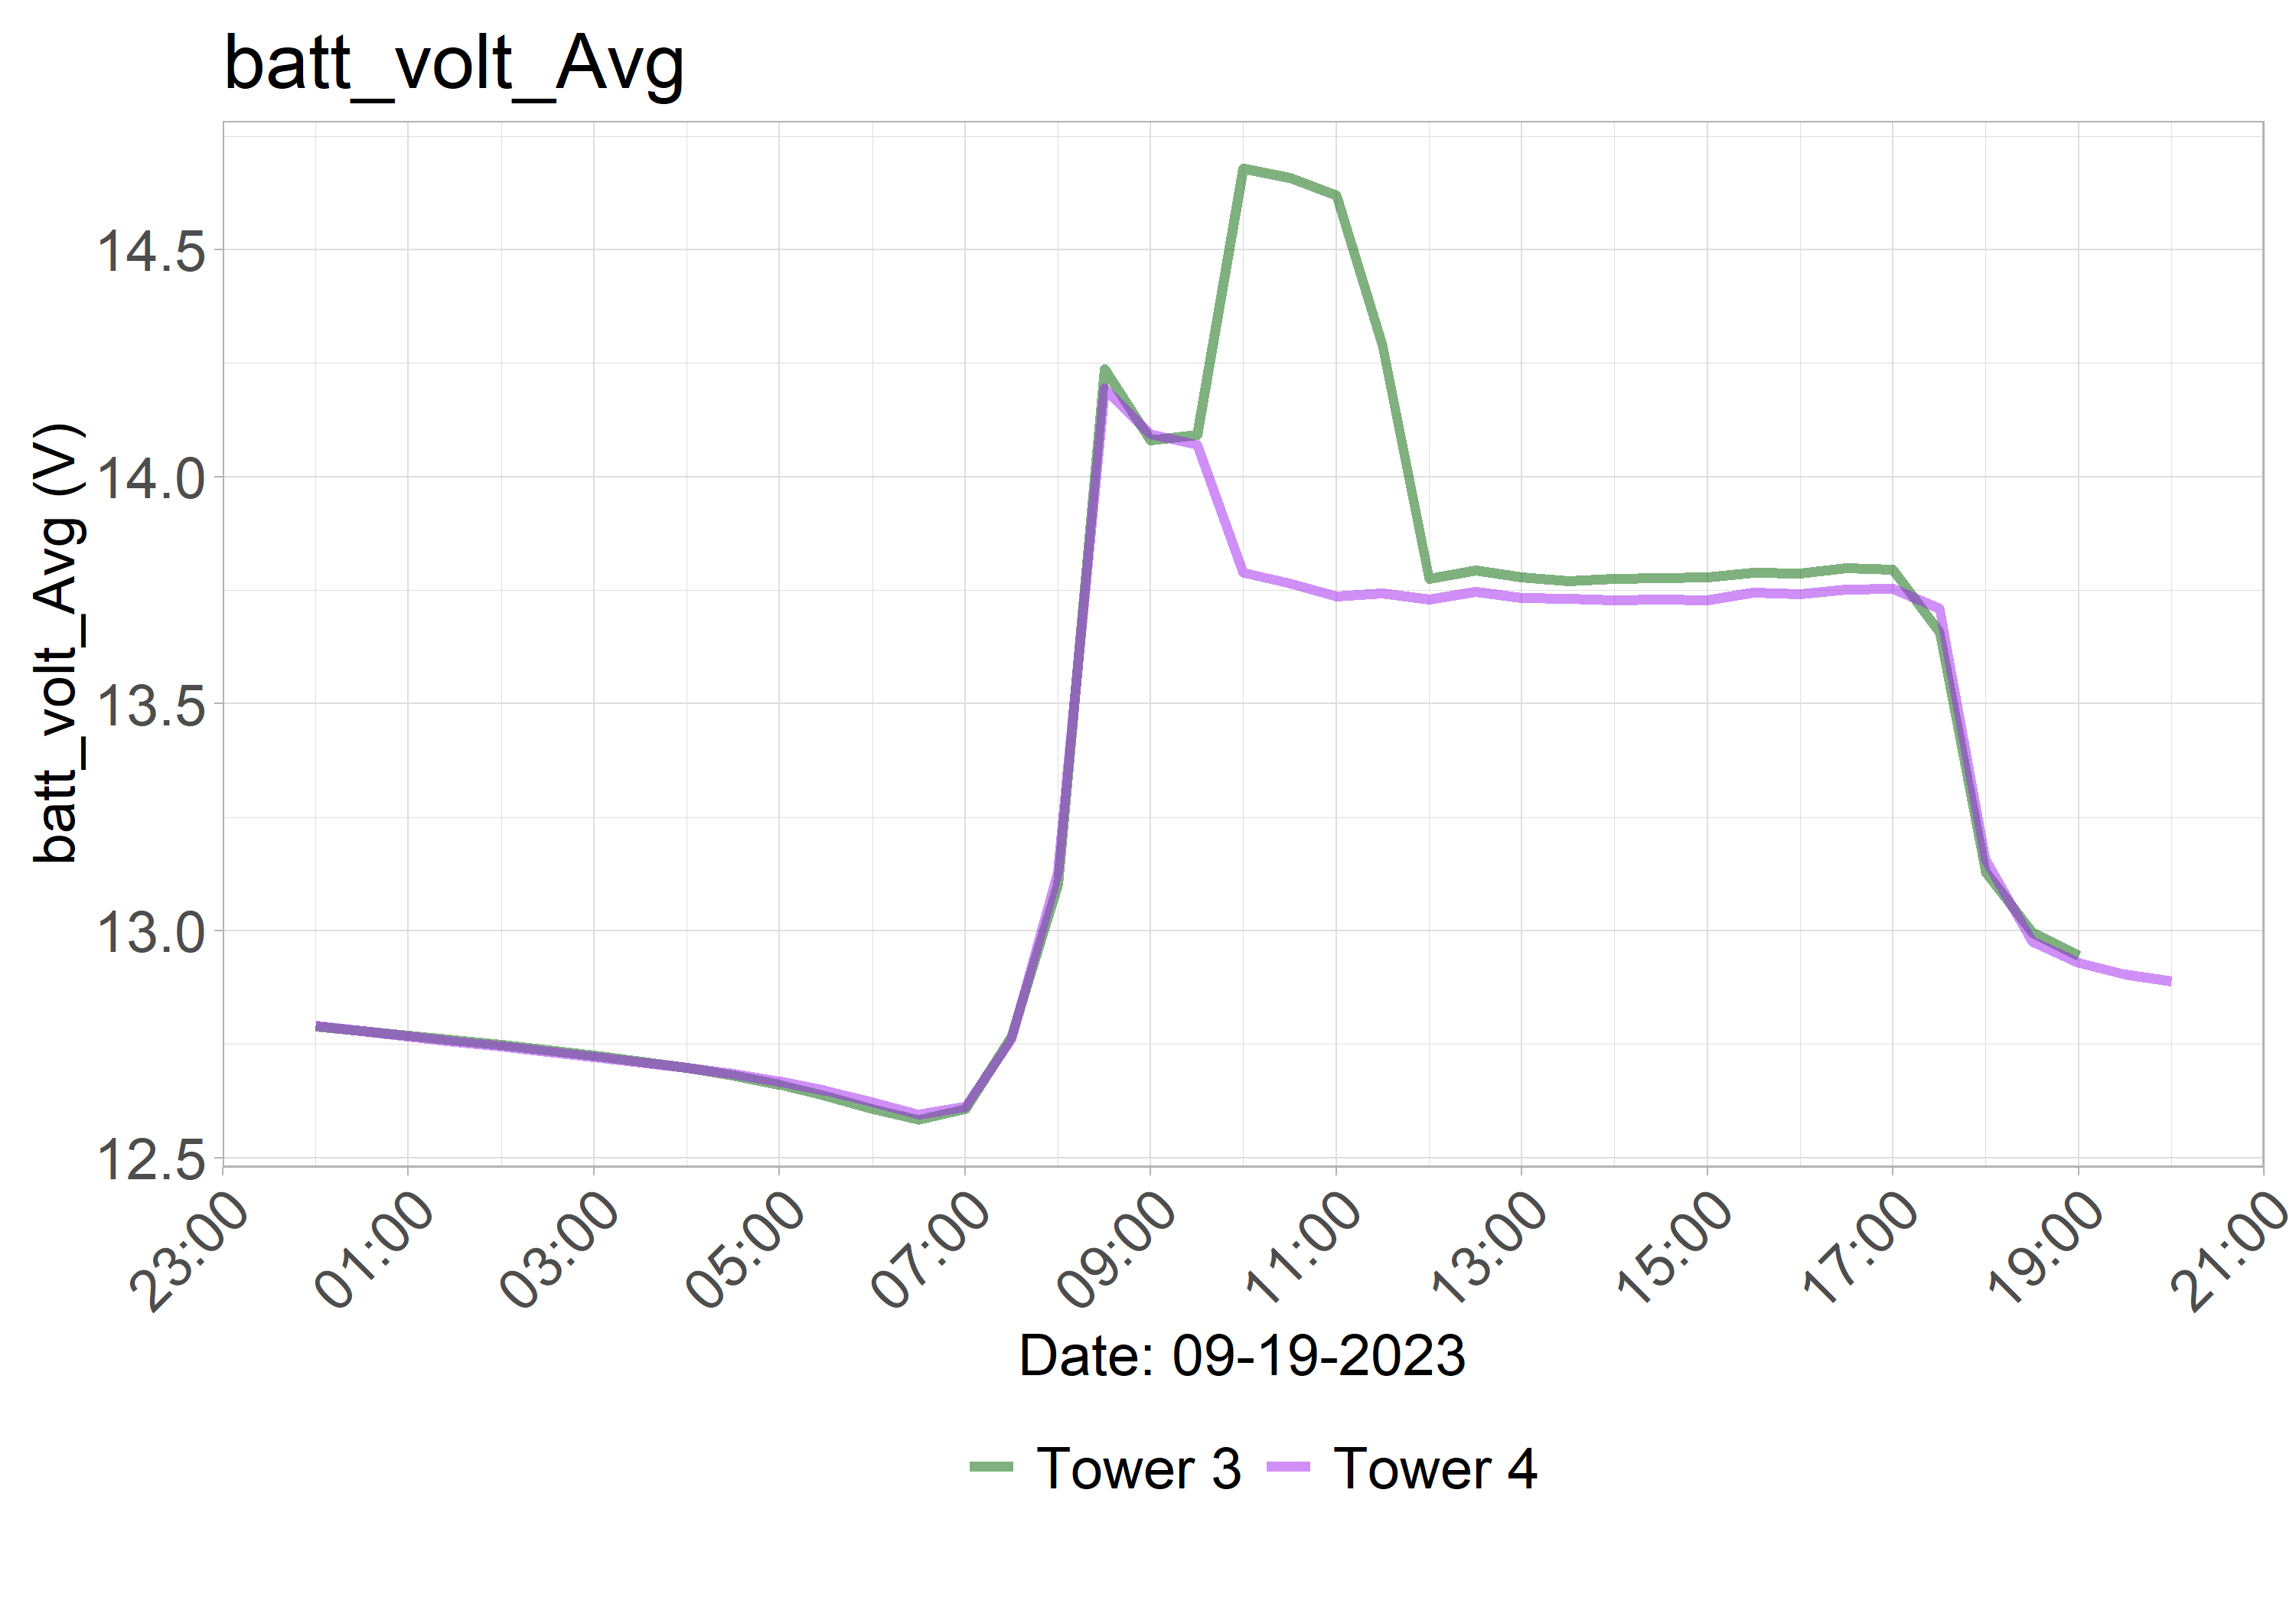 batt_volt_Avg
batt_volt_Avg (V)
14.5
14.0
13.5
13.0
12.5
23:00 01:00 03:00 05:00 07:00 09:00 11:00 13:00 15:00 17:00 19:00 21:00
Date: 09-19-2023
Tower 3 Tower 4